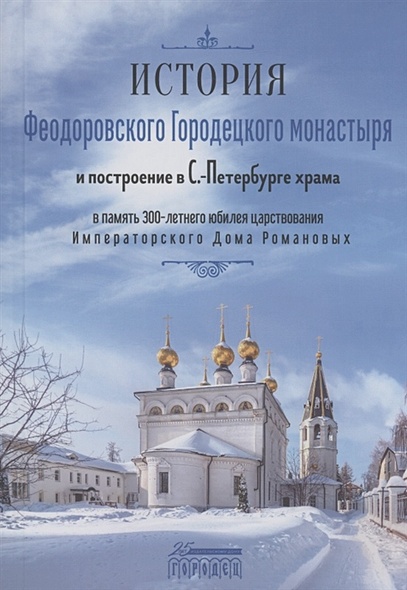 ИСТОРИЯ
Феодоровского Городецкого монастыря
и построение в С.-Петербурге храма
в память 300-летнего юбилея царствования
Императорского Дома Романовых
25
ГОРОДЕЦ